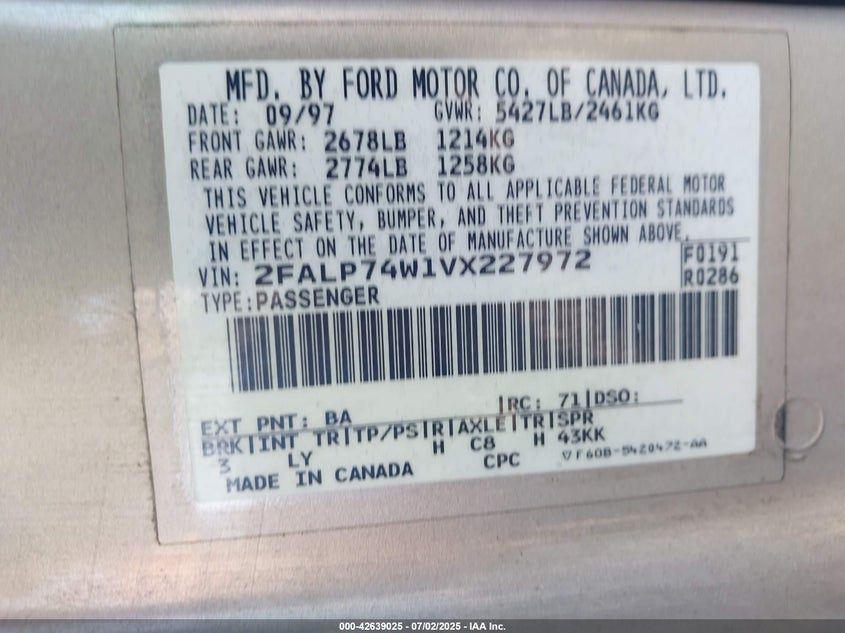 MFD. BY FORD MOTOR CO. OF CANADA, LTD.
DATE: 09/97 GVWR: 5427LB/2461KG
FRONT GAWR: 2678LB 1214KG
REAR GAWR: 2774LB 1258KG
THIS VEHICLE CONFORMS TO ALL APPLICABLE FEDERAL MOTOR
VEHICLE SAFETY, BUMPER, AND THEFT PREVENTION STANDARDS
IN EFFECT ON THE DATE OF MANUFACTURE SHOWN ABOVE.
VIN: 2FALP74W1VX227972 F0191
TYPE:PASSENGER R0286
EXT PNT: BA |RC: 71|DSO:
BRK|INT TR|TP/PS|R|AXLE|TR|SPR
3 LY H C8 H 43KK
MADE IN CANADA CPC ▽F60B-5420472-AA
000-42639025 - 07/02/2025 - IAA Inc.